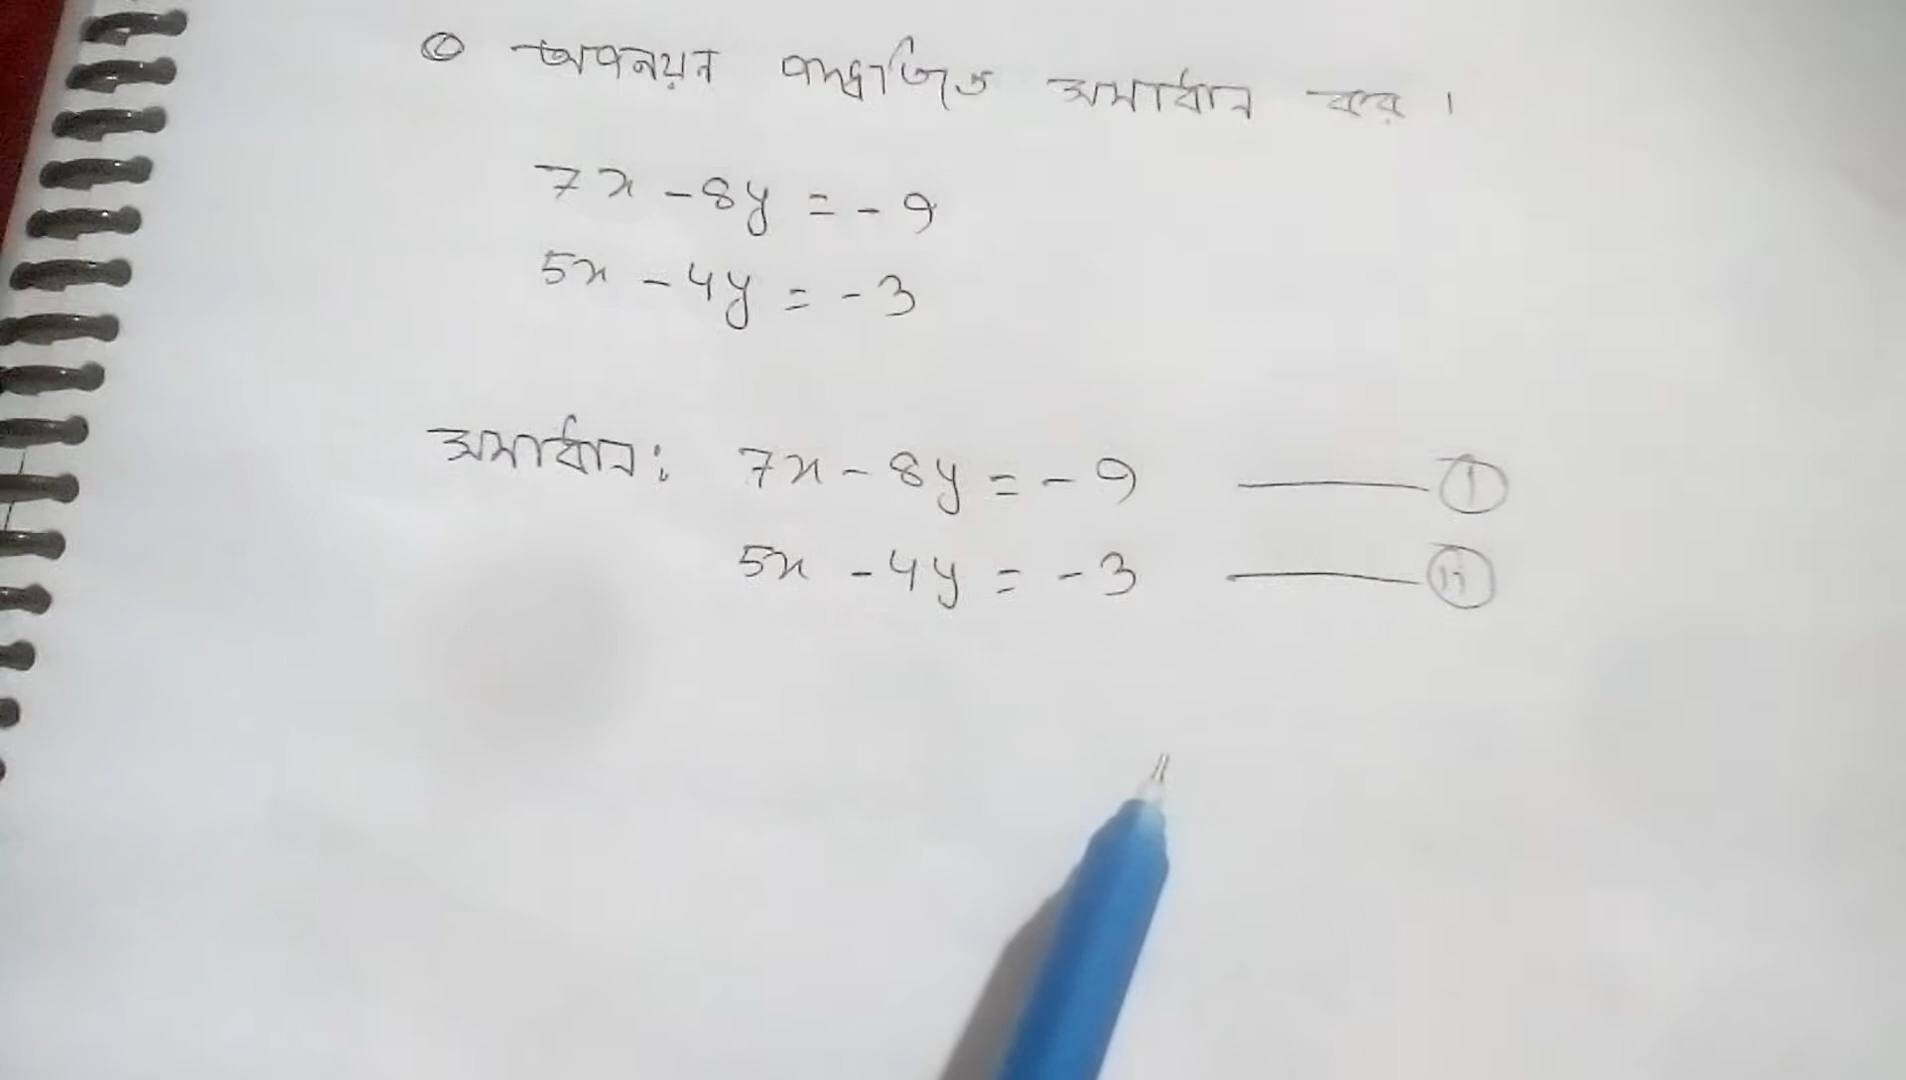 অপনয়ন পদ্ধতিতে সমাধান কর।
7x - 8y = - 9
5x - 4y = - 3
সমাধান: 7x - 8y = - 9 ——— (i)
5x - 4y = - 3 ——— (ii)